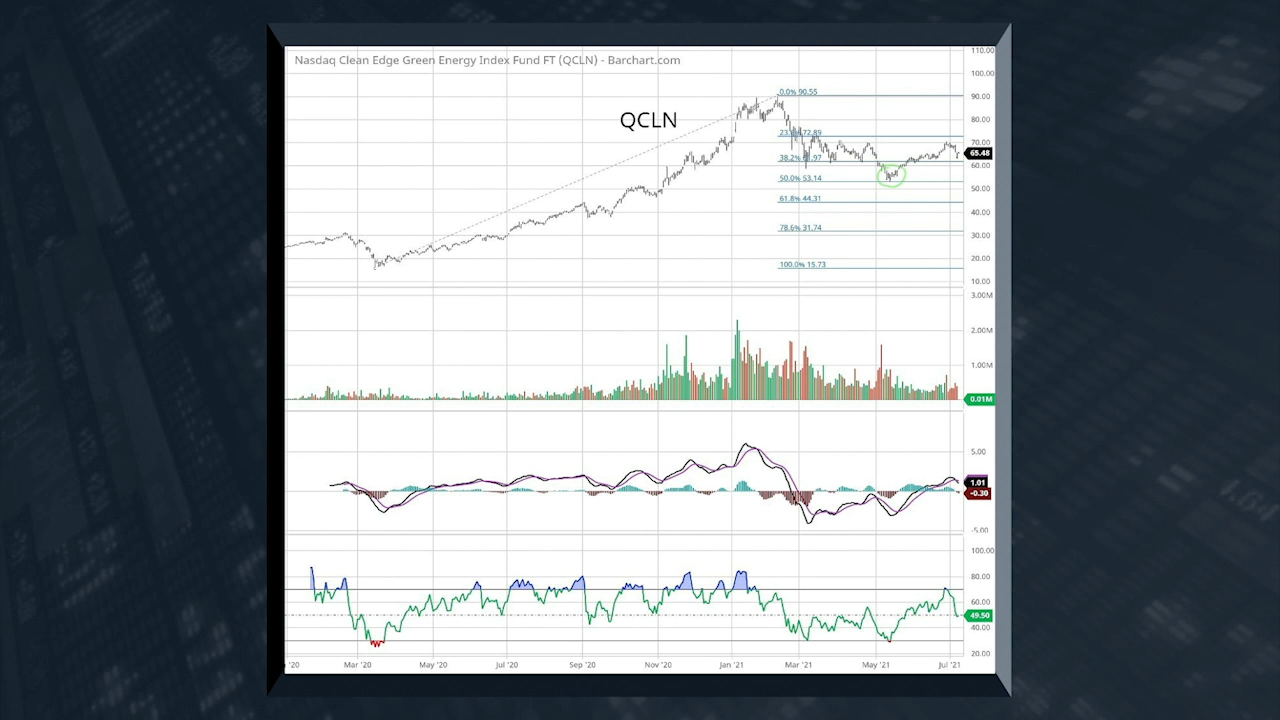 Nasdaq Clean Edge Green Energy Index Fund FT (QCLN) - Barchart.com
QCLN
110.00
100.00
90.00
80.00
70.00
65.48
60.00
50.00
40.00
30.00
20.00
10.00
0.0% 90.55
72.89
38.2%
50.0% 53.14
61.8% 44.31
78.6% 31.74
100.0% 15.73
3.00M
2.00M
1.00M
0.01M
5.00
1.01
-0.30
-5.00
100.00
80.00
60.00
49.50
40.00
20.00
'20
Mar '20
May '20
Jul '20
Sep '20
Nov '20
Jan '21
Mar '21
May '21
Jul '21